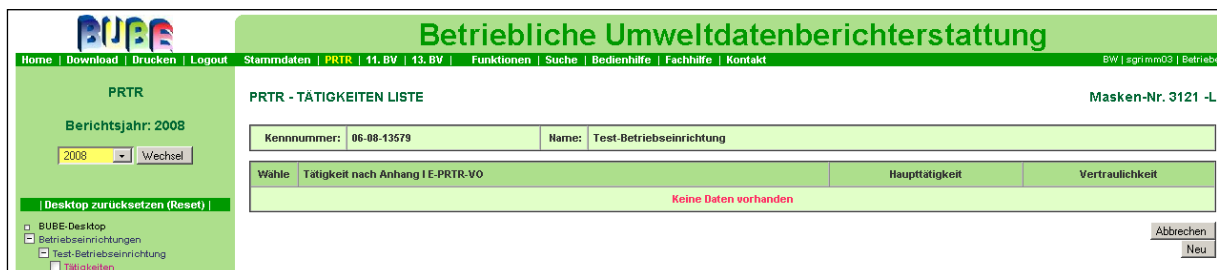 BUBE
Betriebliche Umweltdatenberichterstattung
Home | Download | Drucken | Logout
Stammdaten | PRTR | 11. BV | 13. BV | Funktionen | Suche | Bedienhilfe | Fachhilfe | Kontakt
BW | sgrimm03 | Betriebe
PRTR
Berichtsjahr: 2008
2008 Wechsel
| Desktop zurücksetzen (Reset) |
BUBE-Desktop
Betriebseinrichtungen
Test-Betriebseinrichtung
Tätigkeiten
PRTR - TÄTIGKEITEN LISTE
Masken-Nr. 3121 -L
Kennnummer: 06-08-13579 Name: Test-Betriebseinrichtung
Wähle Tätigkeit nach Anhang I E-PRTR-VO Haupttätigkeit Vertraulichkeit
Keine Daten vorhanden
Abbrechen
Neu